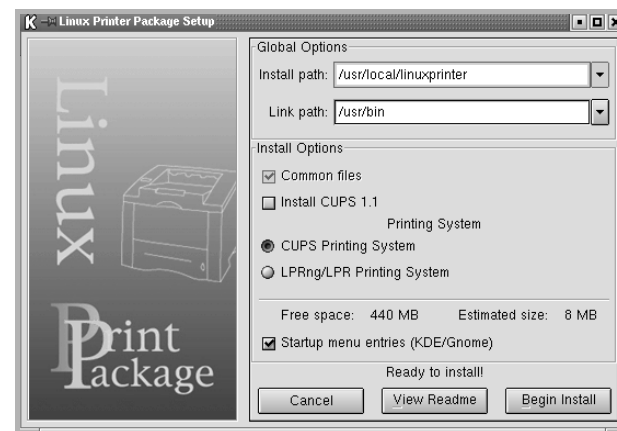 Linux Printer Package Setup
Linux
Print
Package
Global Options
Install path: /usr/local/linuxprinter
Link path: /usr/bin
Install Options
Common files
Install CUPS 1.1
Printing System
CUPS Printing System
LPRng/LPR Printing System
Free space: 440 MB Estimated size: 8 MB
Startup menu entries (KDE/Gnome)
Ready to install!
Cancel View Readme Begin Install